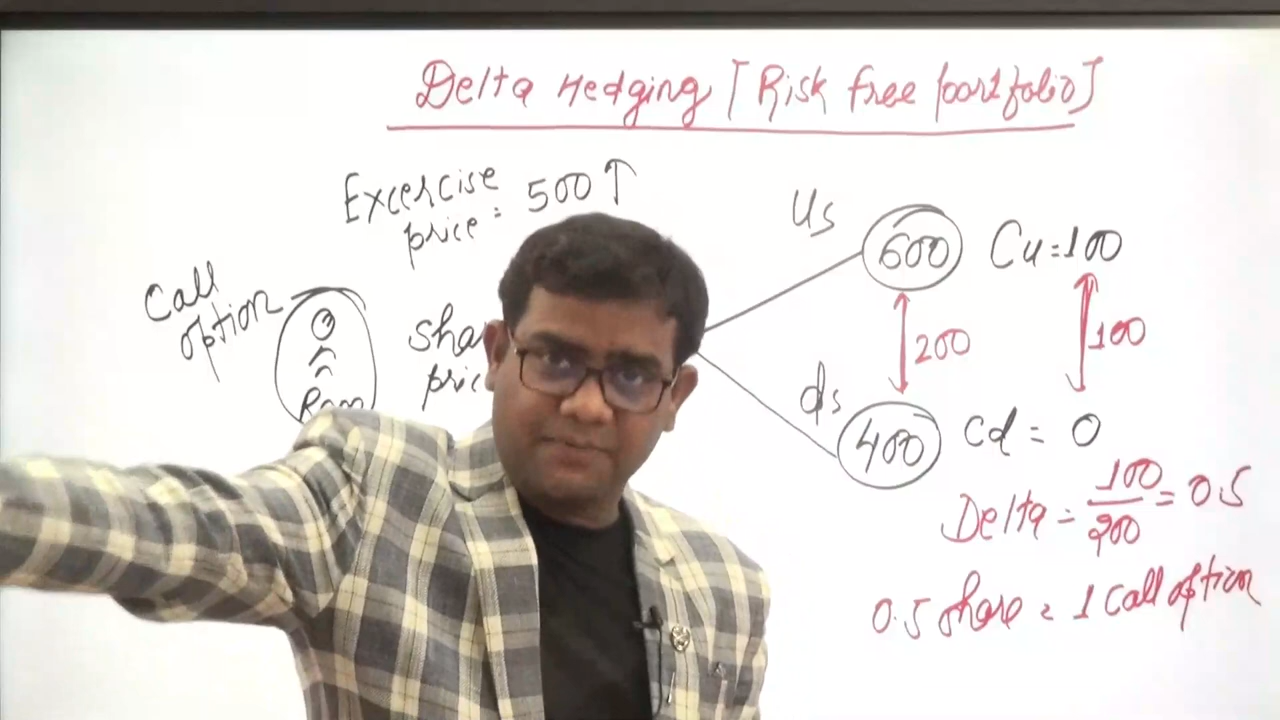 Delta Hedging [Risk free portfolio]
Excercise
price = 500 ↑
Call
option
Ram
Us
600
Cu = 100
200
100
ds
400
Cd = 0
Delta = 100/200 = 0.5
0.5 share = 1 Call option